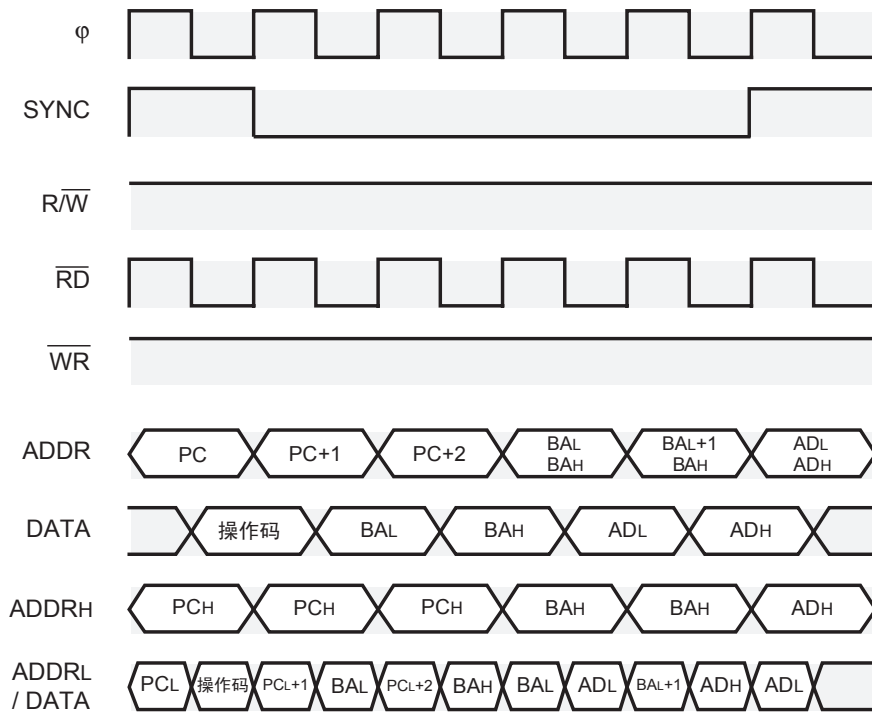 φ
SYNC
R/W
RD
WR
ADDR PC PC+1 PC+2 BAL BAH BAL+1 BAH ADL ADH
DATA 操作码 BAL BAH ADL ADH
ADDRH PCH PCH PCH BAH BAH ADH
ADDRL / DATA PCL 操作码 PCL+1 BAL PCL+2 BAH BAL ADL BAL+1 ADH ADL